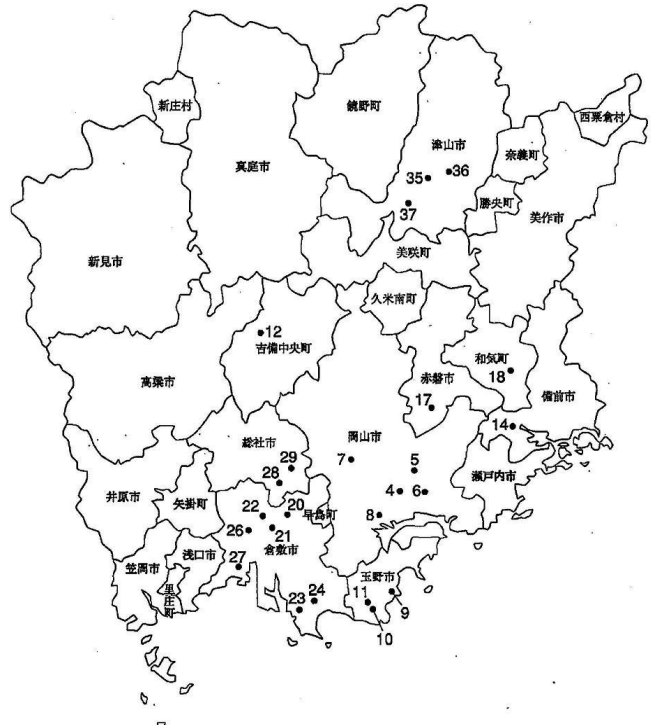 新庄村
鏡野町
西粟倉村
真庭市
津山市
奈義町
35
36
勝央町
37
美作市
美咲町
新見市
久米南町
12
吉備中央町
和気町
18
赤磐市
高梁市
備前市
17
14
総社市
岡山市
7
5
29
28
瀬戸内市
井原市
矢掛町
4
6
22
20
早島町
8
26
21
倉敷市
浅口市
笠岡市
27
里庄町
玉野市
24
11
23
9
10